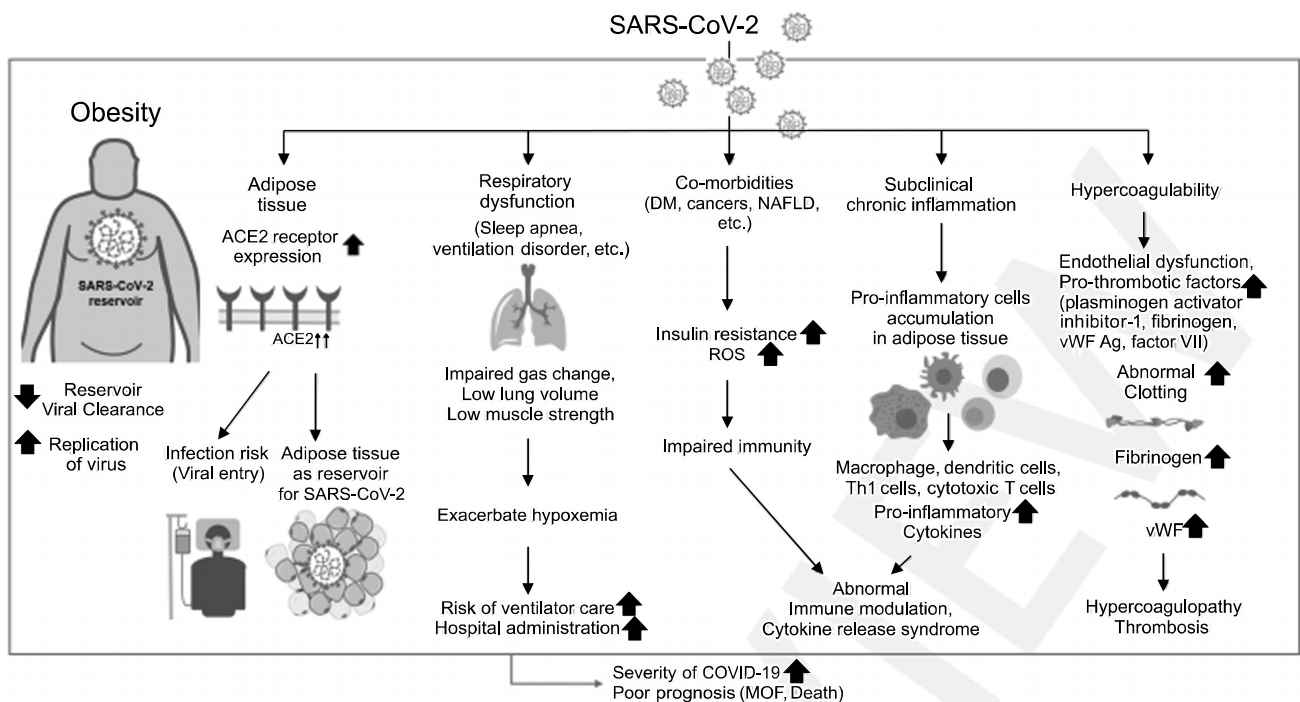 SARS-CoV-2
Obesity
SARS-CoV-2
reservoir
Reservoir
Viral Clearance
Replication
of virus
Adipose
tissue
ACE2 receptor
expression
ACE2↑↑
Infection risk
(Viral entry)
Adipose tissue
as reservoir
for SARS-CoV-2
Respiratory
dysfunction
(Sleep apnea,
ventilation disorder, etc.)
Impaired gas change,
Low lung volume
Low muscle strength
Exacerbate hypoxemia
Risk of ventilator care
Hospital administration
Co-morbidities
(DM, cancers, NAFLD,
etc.)
Insulin resistance
ROS
Impaired immunity
Subclinical
chronic inflammation
Pro-inflammatory cells
accumulation
in adipose tissue
Macrophage, dendritic cells,
Th1 cells, cytotoxic T cells
Pro-inflammatory
Cytokines
Abnormal
Immune modulation,
Cytokine release syndrome
Hypercoagulability
Endothelial dysfunction,
Pro-thrombotic factors
(plasminogen activator
inhibitor-1, fibrinogen,
vWF Ag, factor VII)
Abnormal
Clotting
Fibrinogen
vWF
Hypercoagulopathy
Thrombosis
Severity of COVID-19
Poor prognosis (MOF, Death)